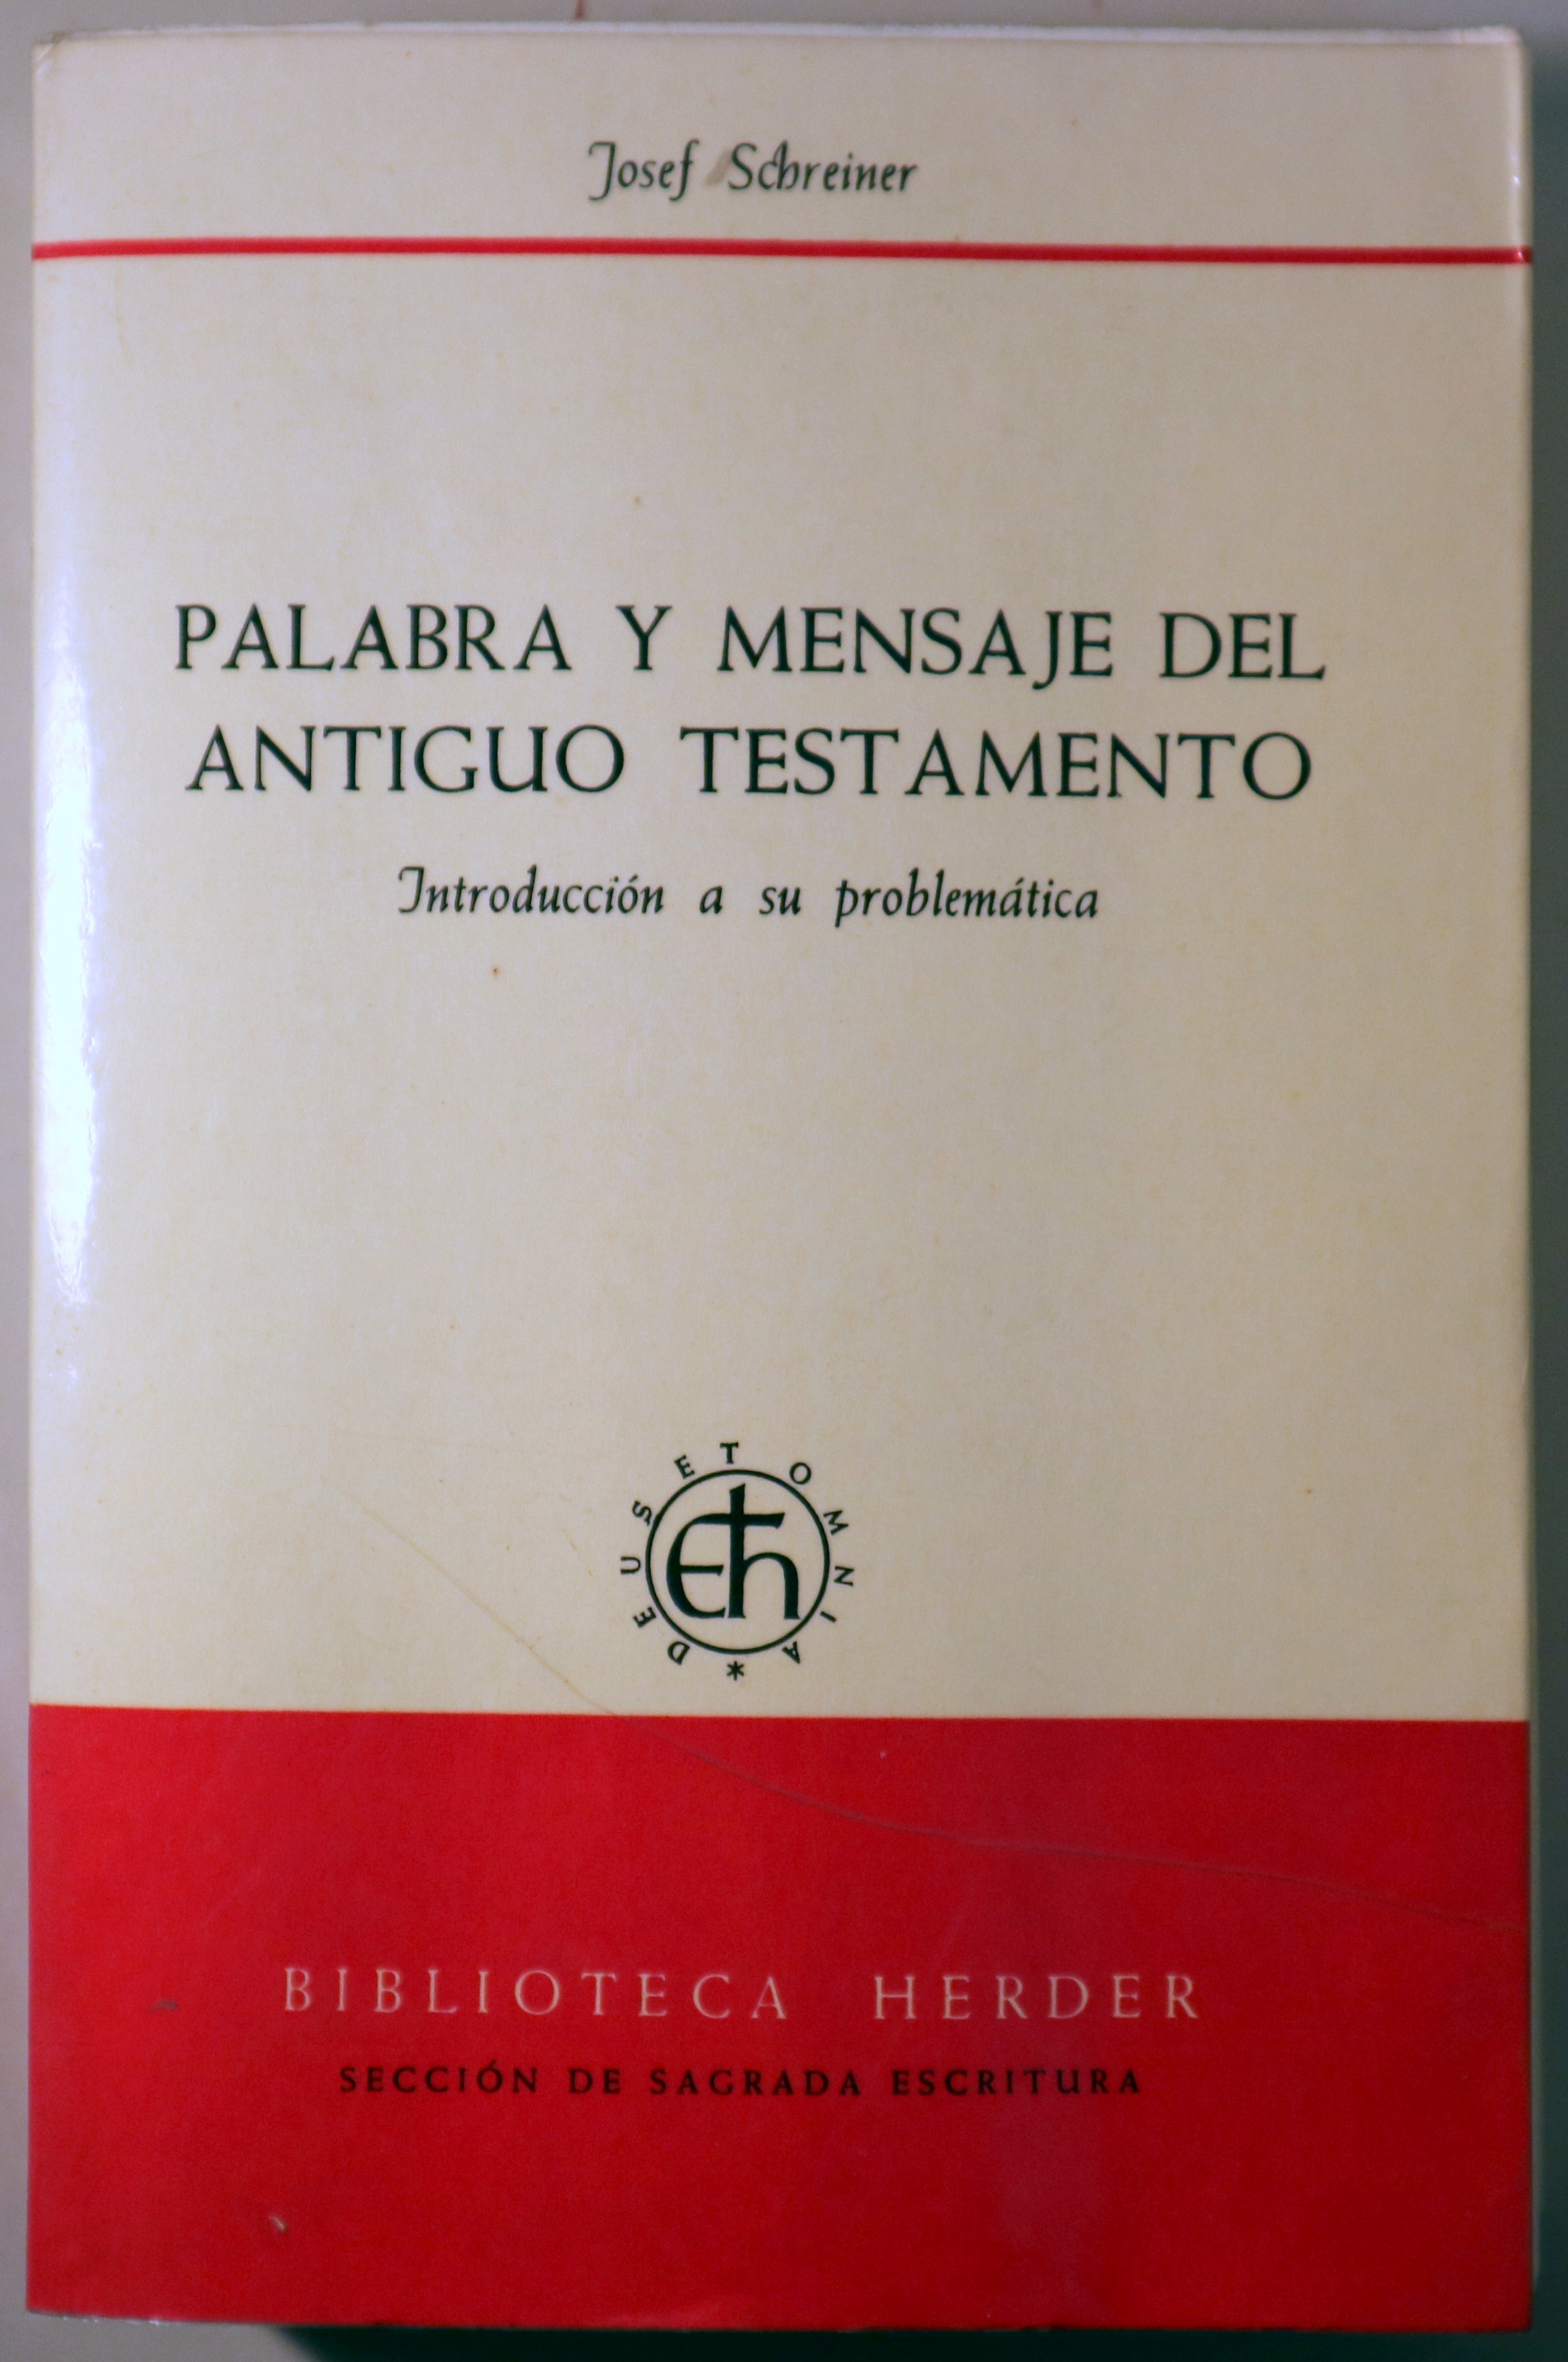 Josef Schreiner
PALABRA Y MENSAJE DEL
ANTIGUO TESTAMENTO
Introducción a su problemática
DEUS ET OMNIA *
Eh
BIBLIOTECA HERDER
SECCIÓN DE SAGRADA ESCRITURA